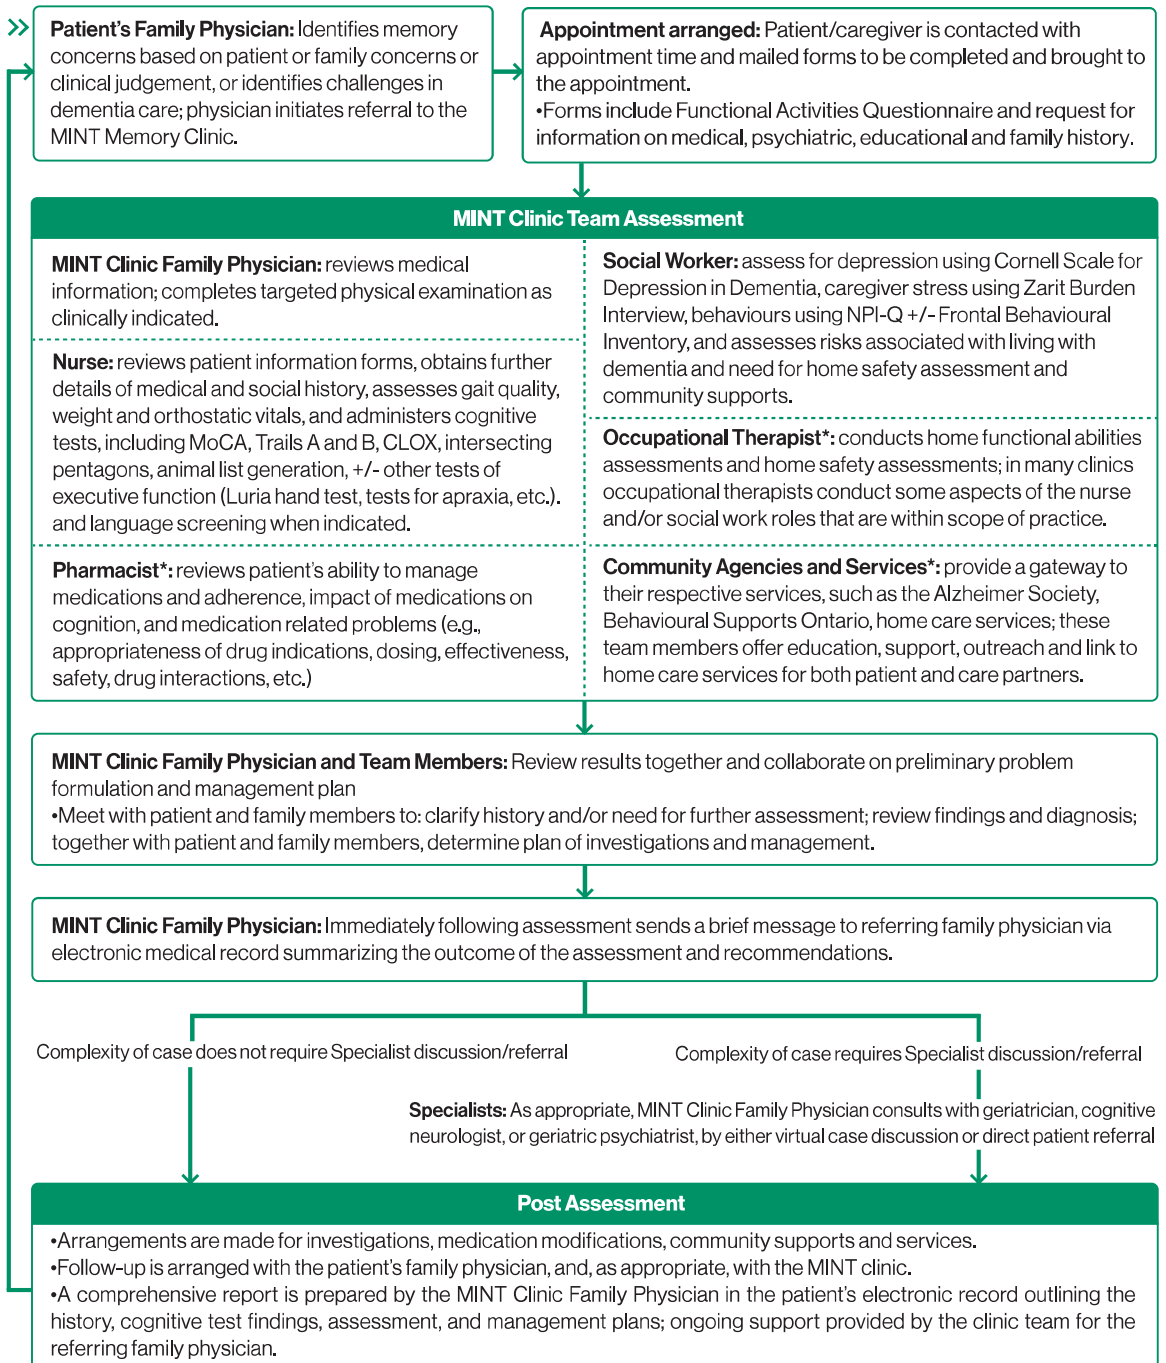 Patient's Family Physician: Identifies memory
concerns based on patient or family concerns or
clinical judgement, or identifies challenges in
dementia care; physician initiates referral to the
MINT Memory Clinic.
Appointment arranged: Patient/caregiver is contacted with
appointment time and mailed forms to be completed and brought to
the appointment.
•Forms include Functional Activities Questionnaire and request for
information on medical, psychiatric, educational and family history.
MINT Clinic Team Assessment
MINT Clinic Family Physician: reviews medical
information; completes targeted physical examination as
clinically indicated.
Nurse: reviews patient information forms, obtains further
details of medical and social history, assesses gait quality,
weight and orthostatic vitals, and administers cognitive
tests, including MoCA, Trails A and B, CLOX, intersecting
pentagons, animal list generation, +/- other tests of
executive function (Luria hand test, tests for apraxia, etc.).
and language screening when indicated.
Pharmacist*: reviews patient's ability to manage
medications and adherence, impact of medications on
cognition, and medication related problems (e.g.,
appropriateness of drug indications, dosing, effectiveness,
safety, drug interactions, etc.)
Social Worker: assess for depression using Cornell Scale for
Depression in Dementia, caregiver stress using Zarit Burden
Interview, behaviours using NPI-Q +/- Frontal Behavioural
Inventory, and assesses risks associated with living with
dementia and need for home safety assessment and
community supports.
Occupational Therapist*: conducts home functional abilities
assessments and home safety assessments; in many clinics
occupational therapists conduct some aspects of the nurse
and/or social work roles that are within scope of practice.
Community Agencies and Services*: provide a gateway to
their respective services, such as the Alzheimer Society,
Behavioural Supports Ontario, home care services; these
team members offer education, support, outreach and link to
home care services for both patient and care partners.
MINT Clinic Family Physician and Team Members: Review results together and collaborate on preliminary problem
formulation and management plan
•Meet with patient and family members to: clarify history and/or need for further assessment; review findings and diagnosis;
together with patient and family members, determine plan of investigations and management.
MINT Clinic Family Physician: Immediately following assessment sends a brief message to referring family physician via
electronic medical record summarizing the outcome of the assessment and recommendations.
Complexity of case does not require Specialist discussion/referral
Complexity of case requires Specialist discussion/referral
Specialists: As appropriate, MINT Clinic Family Physician consults with geriatrician, cognitive
neurologist, or geriatric psychiatrist, by either virtual case discussion or direct patient referral
Post Assessment
•Arrangements are made for investigations, medication modifications, community supports and services.
•Follow-up is arranged with the patient's family physician, and, as appropriate, with the MINT clinic.
•A comprehensive report is prepared by the MINT Clinic Family Physician in the patient's electronic record outlining the
history, cognitive test findings, assessment, and management plans; ongoing support provided by the clinic team for the
referring family physician.